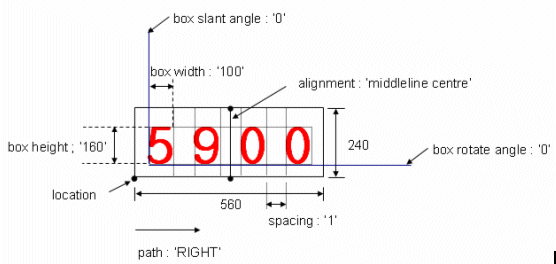 box slant angle : '0'
box width : '100'
alignment : 'middleline centre'
box height ; '160'
5900
240
box rotate angle : '0'
location
560
spacing : '1'
path : 'RIGHT'